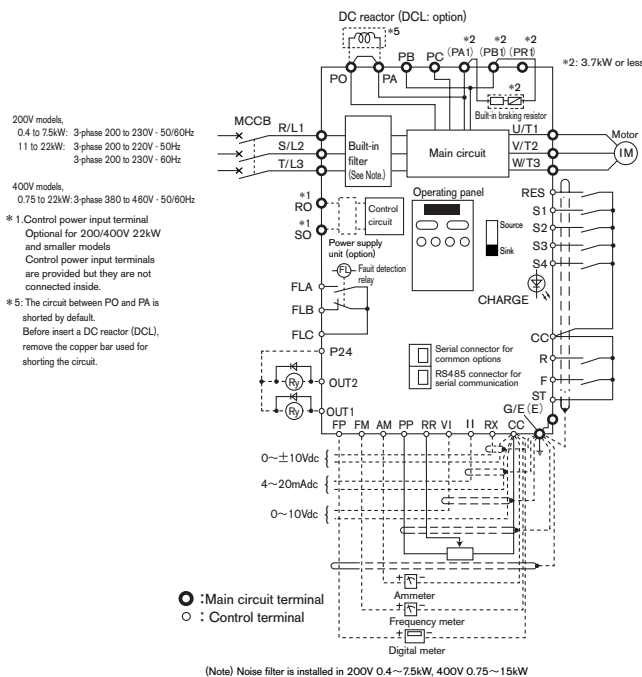 DC reactor (DCL: option)
*5
PO
PA
PB
PC
*2
(PA1)
*2
(PB1)
*2
(PR1)
*2: 3.7kW or less
*2
Built-in braking resistor
200V models,
0.4 to 7.5kW: 3-phase 200 to 230V - 50/60Hz
11 to 22kW: 3-phase 200 to 220V - 50Hz
3-phase 200 to 230V - 60Hz
400V models,
0.75 to 22kW:3-phase 380 to 460V - 50/60Hz
*1.Control power input terminal
Optional for 200/400V 22kW
and smaller models
Control power input terminals
are provided but they are not
connected inside.
*5: The circuit between PO and PA is
shorted by default.
Before insert a DC reactor (DCL),
remove the copper bar used for
shorting the circuit.
MCCB
R/L1
S/L2
T/L3
Built-in
filter
(See Note.)
Main circuit
U/T1
V/T2
W/T3
Motor
IM
*1
RO
*1
SO
Control
circuit
Power supply
unit (option)
Operating panel
Source
Sink
FL
Fault detection
relay
FLA
FLB
FLC
CHARGE
RES
S1
S2
S3
S4
CC
R
F
ST
G/E (E)
P24
Ry
OUT2
Ry
OUT1
Serial connector for
common options
RS485 connector for
serial communication
FP FM AM PP RR VI II RX CC
0～±10Vdc
4～20mAdc
0～10Vdc
+ −
Ammeter
+ −
Frequency meter
+ −
Digital meter
:Main circuit terminal
: Control terminal
(Note) Noise filter is installed in 200V 0.4～7.5kW, 400V 0.75～15kW